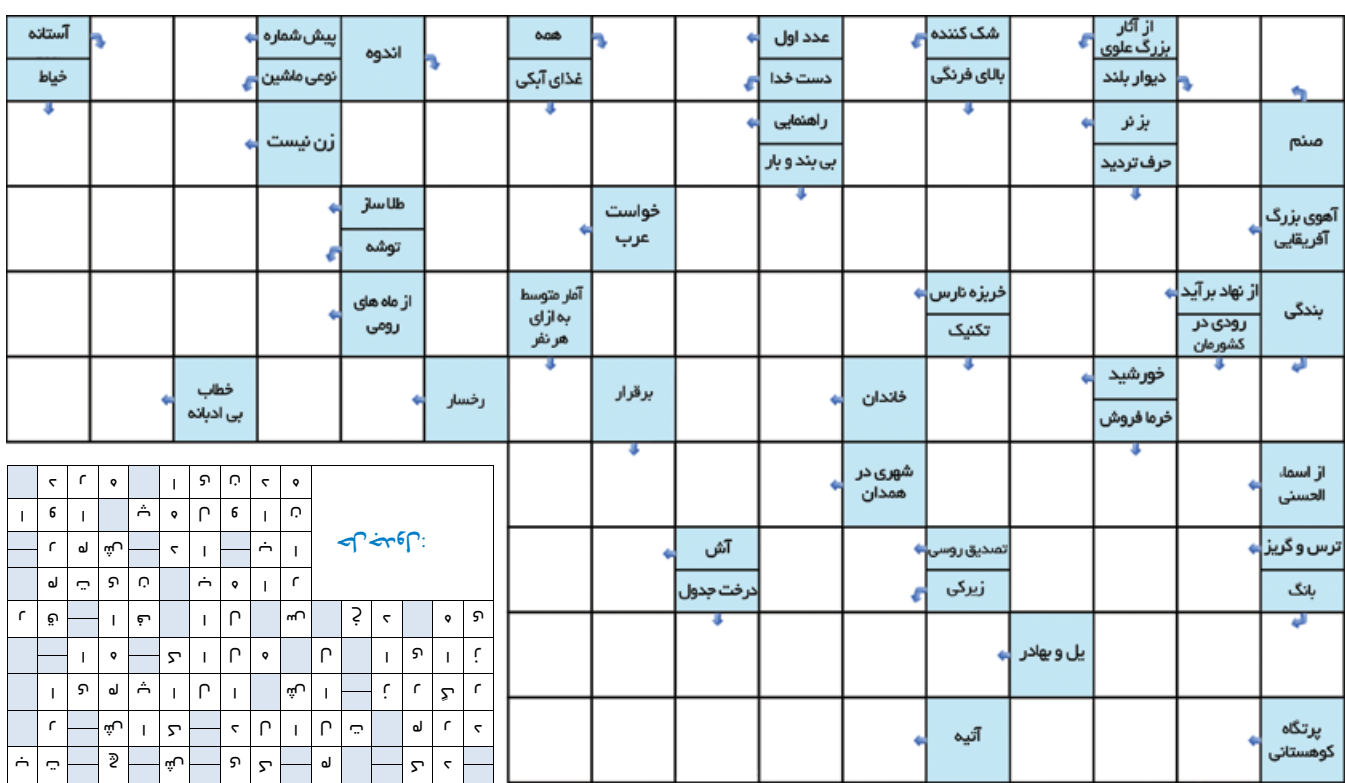 از آثار بزرگ علوی
دیوار بلند
شک کننده
بالای فرنگی
عدد اول
دست خدا
همه
غذای آبکی
اندوه
پیش شماره
نوعی ماشین
آستانه
خیاط
صنم
بز نر
حرف تردید
راهنمایی
بی بند و بار
زن نیست
آهوی بزرگ
آفریقایی
خواست
عرب
طلا ساز
توشه
بندگی
از نهاد برآید
رودی در
کشورمان
خربزه نارس
تکنیک
آمار متوسط
به ازای
هر نفر
از ماه های
رومی
خورشید
خرما فروش
خاندان
برقرار
رخسار
خطاب
بی ادبانه
از اسماء
الحسنی
شهری در
همدان
ترس و گریز
بانگ
تصدیق روسی
زیرکی
آش
درخت جدول
یل و بهادر
پرتگاه
کوهستانی
آتیه
حل جدول:
ب ت چ ش ی ک م ک د
ر ش ا ک د ل ا ل ت م ر د
ا ی م پ ا ل ا ش ا ز ر گ ر
ا ه ک ا ل ه ل ا ی ا ز
ر ق ا ف ا ل س خ د ه ی
م ت ی ن ب ه ا ر
ر م ش د ا ب ا
ا و ا پ ه ل و ا ن
د ر ه ا ی ن د ه